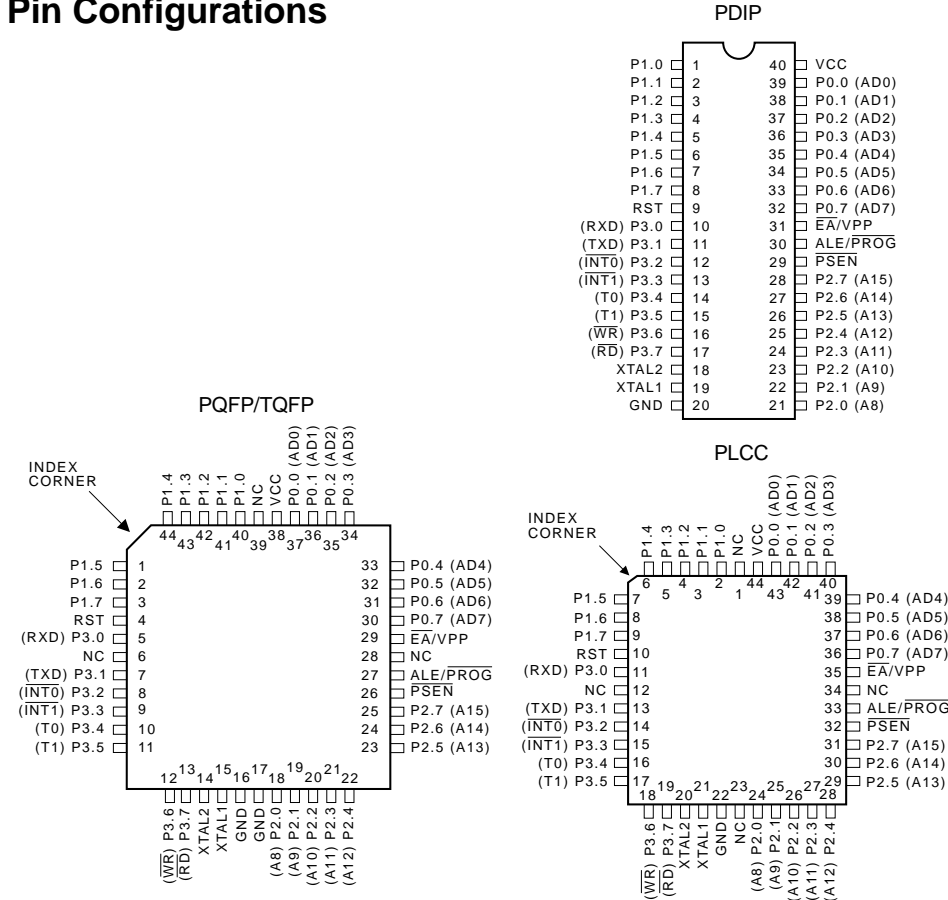 Pin Configurations
PDIP
P1.0 1 40 VCC
P1.1 2 39 P0.0 (AD0)
P1.2 3 38 P0.1 (AD1)
P1.3 4 37 P0.2 (AD2)
P1.4 5 36 P0.3 (AD3)
P1.5 6 35 P0.4 (AD4)
P1.6 7 34 P0.5 (AD5)
P1.7 8 33 P0.6 (AD6)
RST 9 32 P0.7 (AD7)
(RXD) P3.0 10 31 E̅A̅/VPP
(TXD) P3.1 11 30 ALE/P̅R̅O̅G̅
(I̅N̅T̅0̅) P3.2 12 29 P̅S̅E̅N̅
(I̅N̅T̅1̅) P3.3 13 28 P2.7 (A15)
(T0) P3.4 14 27 P2.6 (A14)
(T1) P3.5 15 26 P2.5 (A13)
(W̅R̅) P3.6 16 25 P2.4 (A12)
(R̅D̅) P3.7 17 24 P2.3 (A11)
XTAL2 18 23 P2.2 (A10)
XTAL1 19 22 P2.1 (A9)
GND 20 21 P2.0 (A8)
PQFP/TQFP
INDEX
CORNER
P1.4 P1.3 P1.2 P1.1 P1.0 NC VCC P0.0 (AD0) P0.1 (AD1) P0.2 (AD2) P0.3 (AD3)
44 43 42 41 40 39 38 37 36 35 34
P1.5 1 33 P0.4 (AD4)
P1.6 2 32 P0.5 (AD5)
P1.7 3 31 P0.6 (AD6)
RST 4 30 P0.7 (AD7)
(RXD) P3.0 5 29 E̅A̅/VPP
NC 6 28 NC
(TXD) P3.1 7 27 ALE/P̅R̅O̅G̅
(I̅N̅T̅0̅) P3.2 8 26 P̅S̅E̅N̅
(I̅N̅T̅1̅) P3.3 9 25 P2.7 (A15)
(T0) P3.4 10 24 P2.6 (A14)
(T1) P3.5 11 23 P2.5 (A13)
12 13 14 15 16 17 18 19 20 21 22
(W̅R̅) P3.6 (R̅D̅) P3.7 XTAL2 XTAL1 GND GND (A8) P2.0 (A9) P2.1 (A10) P2.2 (A11) P2.3 (A12) P2.4
PLCC
INDEX
CORNER
P1.4 P1.3 P1.2 P1.1 P1.0 NC VCC P0.0 (AD0) P0.1 (AD1) P0.2 (AD2) P0.3 (AD3)
6 5 4 3 2 1 44 43 42 41 40
P1.5 7 39 P0.4 (AD4)
P1.6 8 38 P0.5 (AD5)
P1.7 9 37 P0.6 (AD6)
RST 10 36 P0.7 (AD7)
(RXD) P3.0 11 35 E̅A̅/VPP
NC 12 34 NC
(TXD) P3.1 13 33 ALE/P̅R̅O̅G̅
(I̅N̅T̅0̅) P3.2 14 32 P̅S̅E̅N̅
(I̅N̅T̅1̅) P3.3 15 31 P2.7 (A15)
(T0) P3.4 16 30 P2.6 (A14)
(T1) P3.5 17 29 P2.5 (A13)
18 19 20 21 22 23 24 25 26 27 28
(W̅R̅) P3.6 (R̅D̅) P3.7 XTAL2 XTAL1 GND NC (A8) P2.0 (A9) P2.1 (A10) P2.2 (A11) P2.3 (A12) P2.4